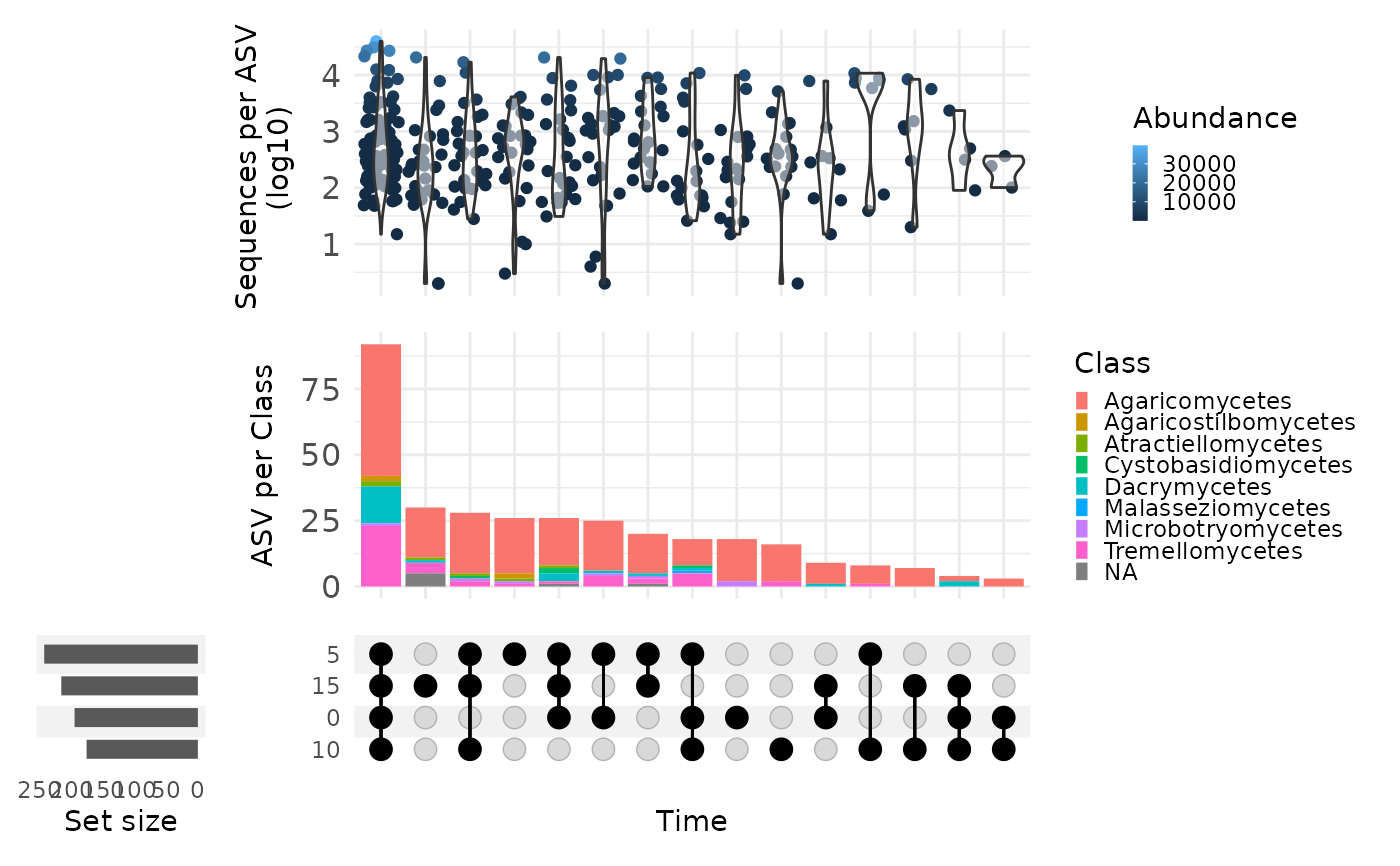 Sequences per ASV
(log10)
4
3
2
1
Abundance
30000
20000
10000
ASV per Class
75
50
25
0
Class
Agaricomycetes
Agaricostilbomycetes
Atractiellomycetes
Cystobasidiomycetes
Dacrymycetes
Malasseziomycetes
Microbotryomycetes
Tremellomycetes
NA
5
15
0
10
250 200 150 100 50 0
Set size
Time